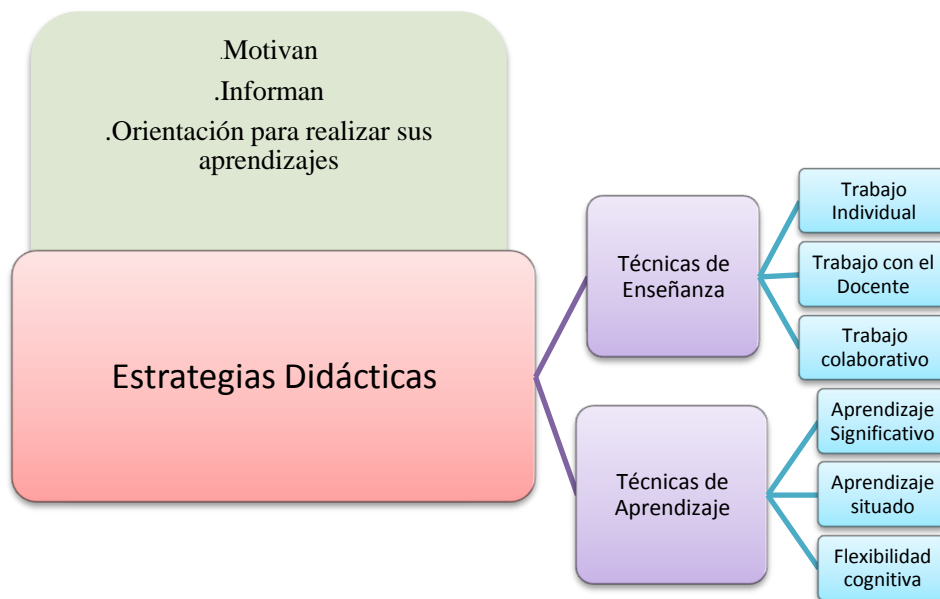 .Motivan
.Informan
.Orientación para realizar sus
aprendizajes
Estrategias Didácticas
Técnicas de
Enseñanza
Trabajo
Individual
Trabajo con el
Docente
Trabajo
colaborativo
Técnicas de
Aprendizaje
Aprendizaje
Significativo
Aprendizaje
situado
Flexibilidad
cognitiva